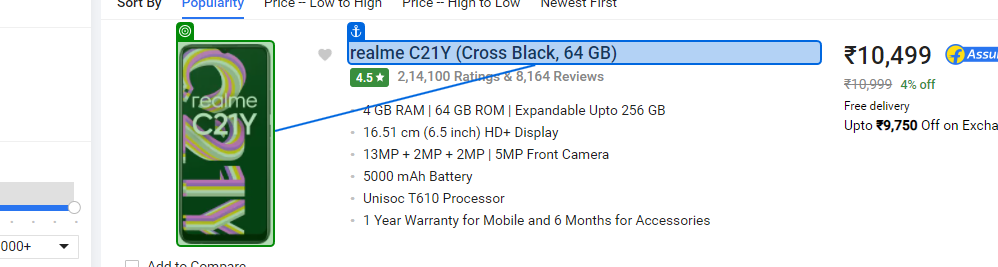 Sort By Popularity Price -- Low to High Price -- High to Low Newest First
realme C21Y (Cross Black, 64 GB)
4.5★ 2,14,100 Ratings & 8,164 Reviews
4 GB RAM | 64 GB ROM | Expandable Upto 256 GB
16.51 cm (6.5 inch) HD+ Display
13MP + 2MP + 2MP | 5MP Front Camera
5000 mAh Battery
Unisoc T610 Processor
1 Year Warranty for Mobile and 6 Months for Accessories
₹10,499
f Assu
₹10,999 4% off
Free delivery
Upto ₹9,750 Off on Excha
realme
C21Y
C21Y
000+
Add to Compare